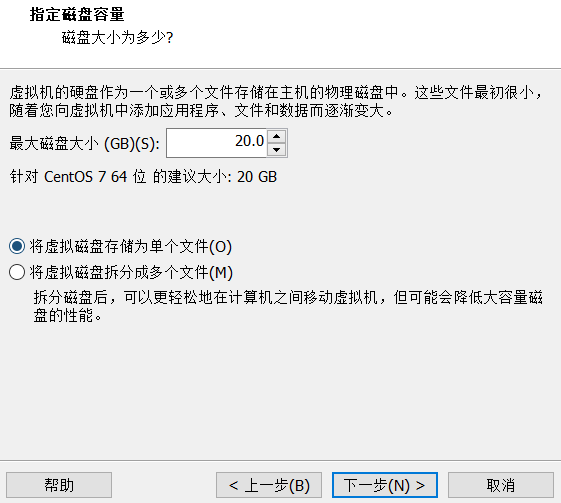 指定磁盘容量
磁盘大小为多少?
虚拟机的硬盘作为一个或多个文件存储在主机的物理磁盘中。这些文件最初很小，
随着您向虚拟机中添加应用程序、文件和数据而逐渐变大。
最大磁盘大小 (GB)(S): 20.0
针对 CentOS 7 64 位 的建议大小: 20 GB
将虚拟磁盘存储为单个文件(O)
将虚拟磁盘拆分成多个文件(M)
拆分磁盘后，可以更轻松地在计算机之间移动虚拟机，但可能会降低大容量磁
盘的性能。
帮助 < 上一步(B) 下一步(N) > 取消